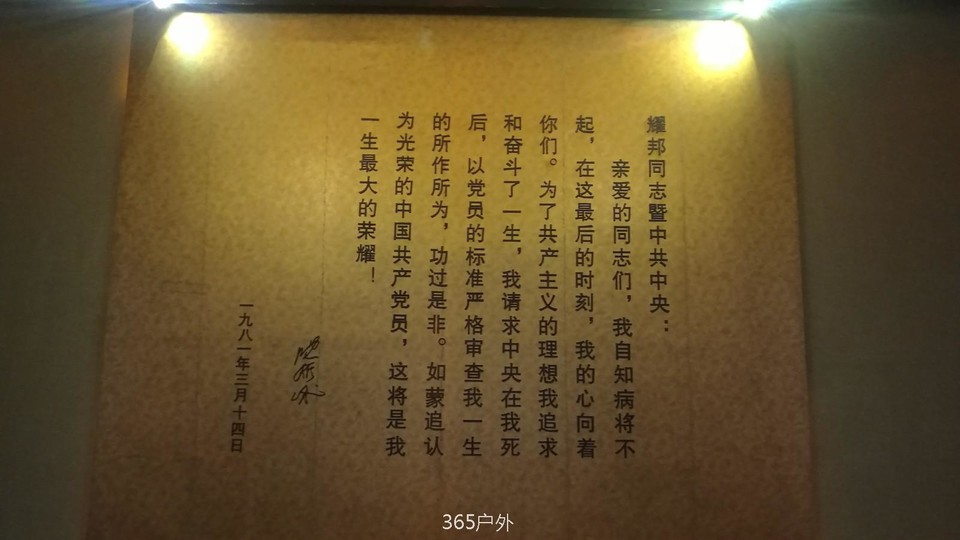 耀邦同志暨中共中央：
亲爱的同志们，我自知病将不
起，在这最后的时刻，我的心向着
你们。为了共产主义的理想我追求
和奋斗了一生，我请求中央在我死
后，以党员的标准严格审查我一生
的所作所为，功过是非。如蒙追认
为光荣的中国共产党员，这将是我
一生最大的荣耀！
沈雁冰
一九八一年三月十四日
365户外